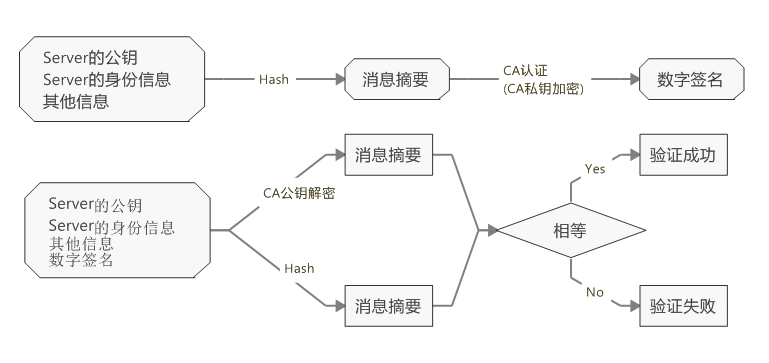 Server的公钥
Server的身份信息
其他信息
Hash
消息摘要
CA认证
(CA私钥加密)
数字签名
Server的公钥
Server的身份信息
其他信息
数字签名
CA公钥解密
消息摘要
Hash
消息摘要
相等
Yes
验证成功
No
验证失败